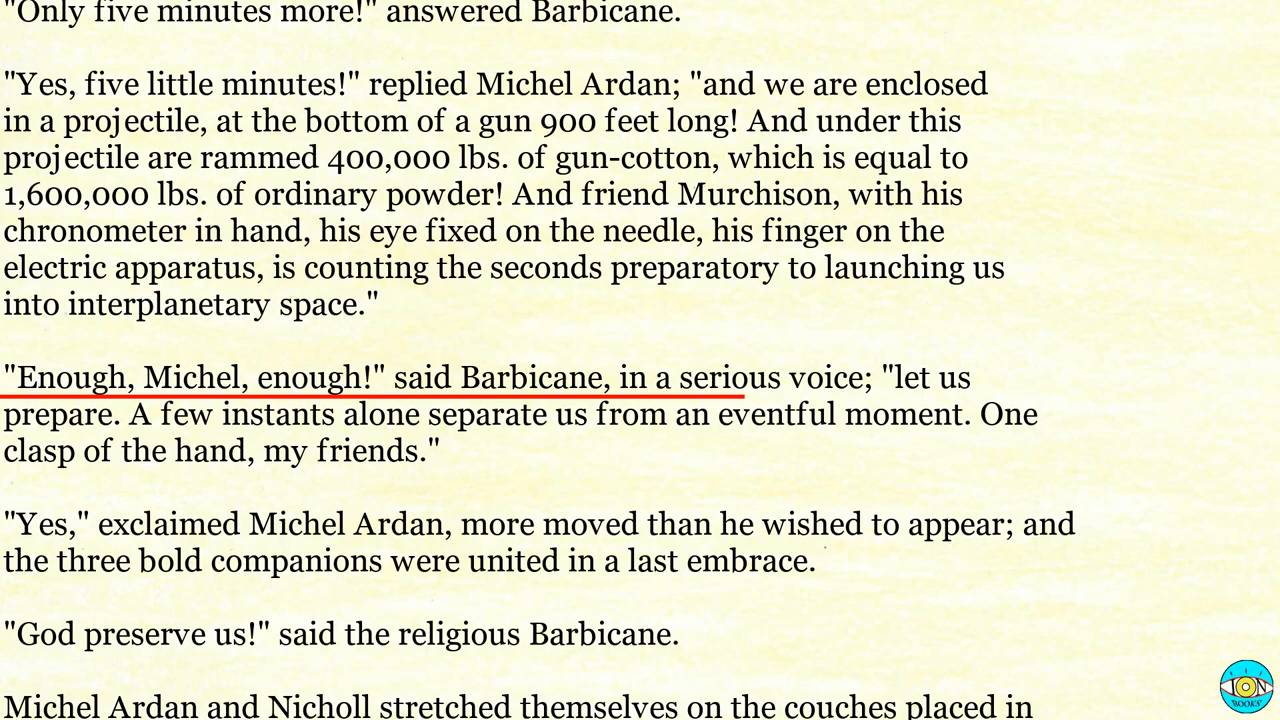 "Only five minutes more!" answered Barbicane.
"Yes, five little minutes!" replied Michel Ardan; "and we are enclosed
in a projectile, at the bottom of a gun 900 feet long! And under this
projectile are rammed 400,000 lbs. of gun-cotton, which is equal to
1,600,000 lbs. of ordinary powder! And friend Murchison, with his
chronometer in hand, his eye fixed on the needle, his finger on the
electric apparatus, is counting the seconds preparatory to launching us
into interplanetary space."
"Enough, Michel, enough!" said Barbicane, in a serious voice; "let us
prepare. A few instants alone separate us from an eventful moment. One
clasp of the hand, my friends."
"Yes," exclaimed Michel Ardan, more moved than he wished to appear; and
the three bold companions were united in a last embrace.
"God preserve us!" said the religious Barbicane.
Michel Ardan and Nicholl stretched themselves on the couches placed in
ION
BOOKS